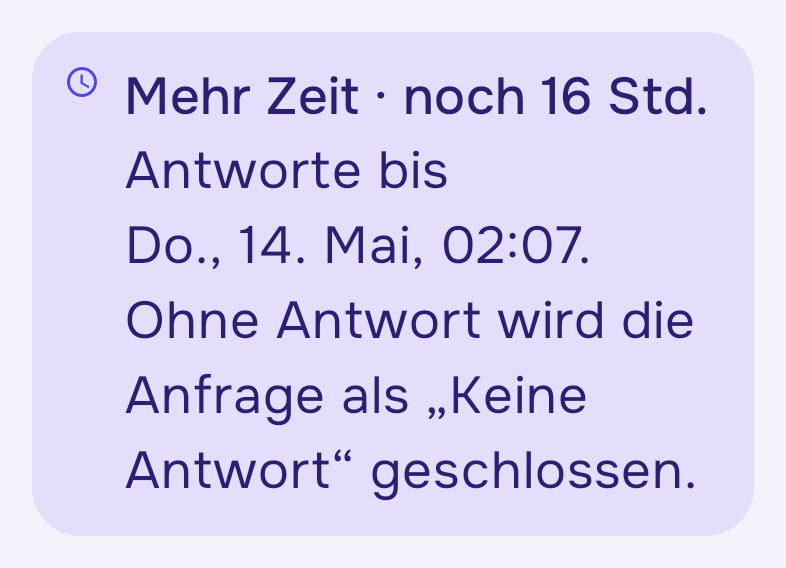 Mehr Zeit · noch 16 Std.
Antworte bis
Do., 14. Mai, 02:07.
Ohne Antwort wird die
Anfrage als „Keine
Antwort“ geschlossen.